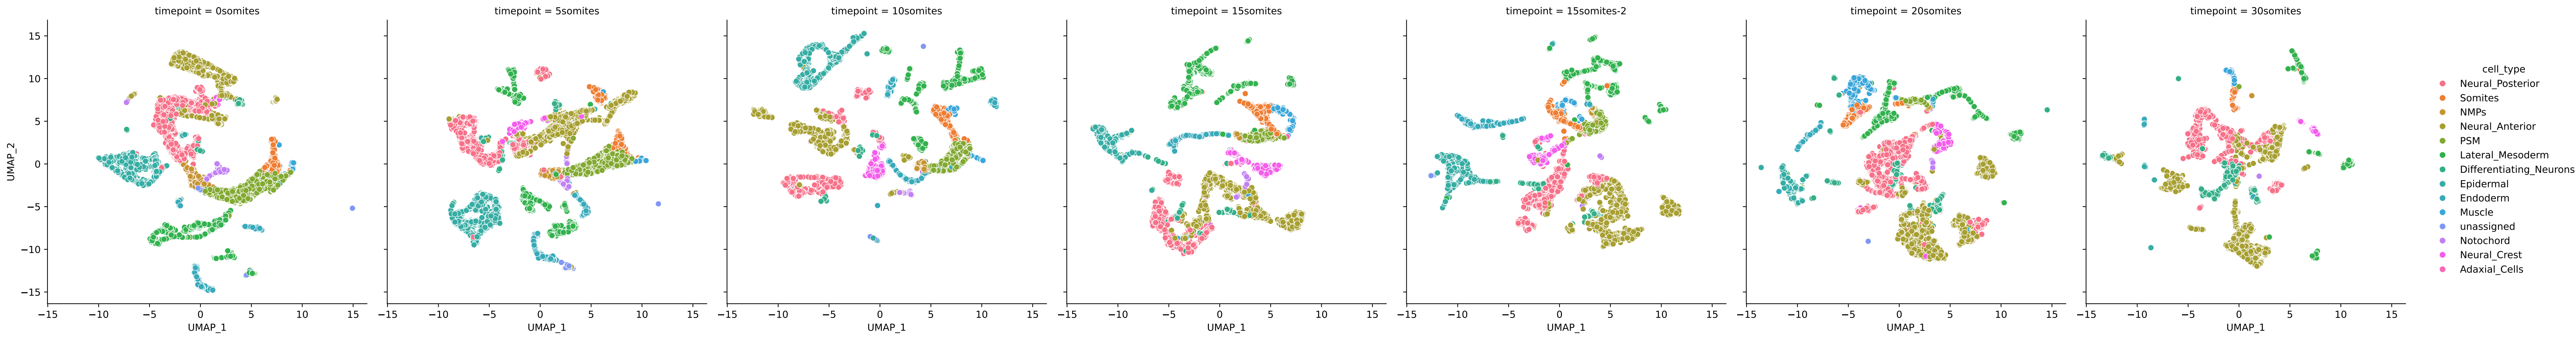 timepoint = 0somites
timepoint = 5somites
timepoint = 10somites
timepoint = 15somites
timepoint = 15somites-2
timepoint = 20somites
timepoint = 30somites
UMAP_2
15
10
5
0
−5
−10
−15
−15 −10 −5 0 5 10 15
−15 −10 −5 0 5 10 15
−15 −10 −5 0 5 10 15
−15 −10 −5 0 5 10 15
−15 −10 −5 0 5 10 15
−15 −10 −5 0 5 10 15
−15 −10 −5 0 5 10 15
UMAP_1
UMAP_1
UMAP_1
UMAP_1
UMAP_1
UMAP_1
UMAP_1
cell_type
Neural_Posterior
Somites
NMPs
Neural_Anterior
PSM
Lateral_Mesoderm
Differentiating_Neurons
Epidermal
Endoderm
Muscle
unassigned
Notochord
Neural_Crest
Adaxial_Cells